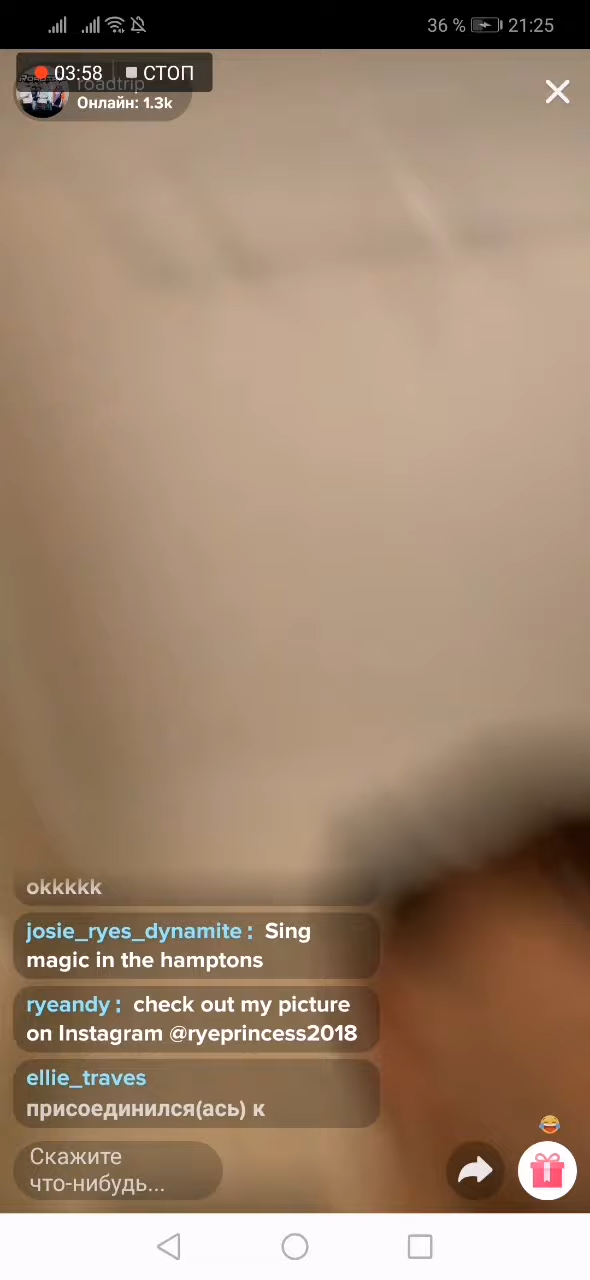 36 % 21:25
03:58 СТОП
roadtrip
Онлайн: 1.3k
okkkkk
josie_ryes_dynamite : Sing
magic in the hamptons
ryeandy : check out my picture
on Instagram @ryeprincess2018
ellie_traves
присоединился(ась) к
Скажите
что-нибудь...